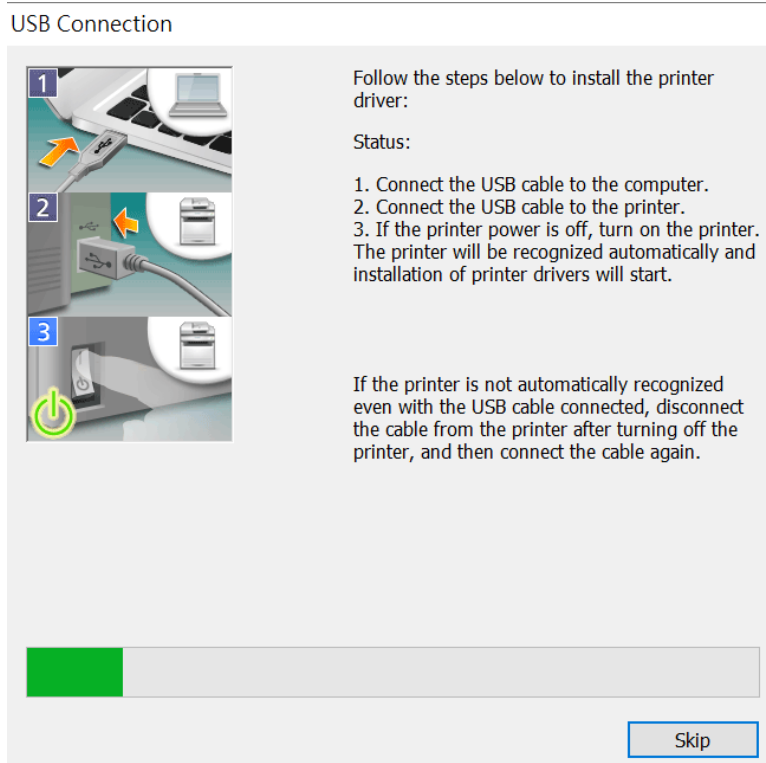 USB Connection
1
2
3
Follow the steps below to install the printer
driver:
Status:
1. Connect the USB cable to the computer.
2. Connect the USB cable to the printer.
3. If the printer power is off, turn on the printer.
The printer will be recognized automatically and
installation of printer drivers will start.
If the printer is not automatically recognized
even with the USB cable connected, disconnect
the cable from the printer after turning off the
printer, and then connect the cable again.
Skip